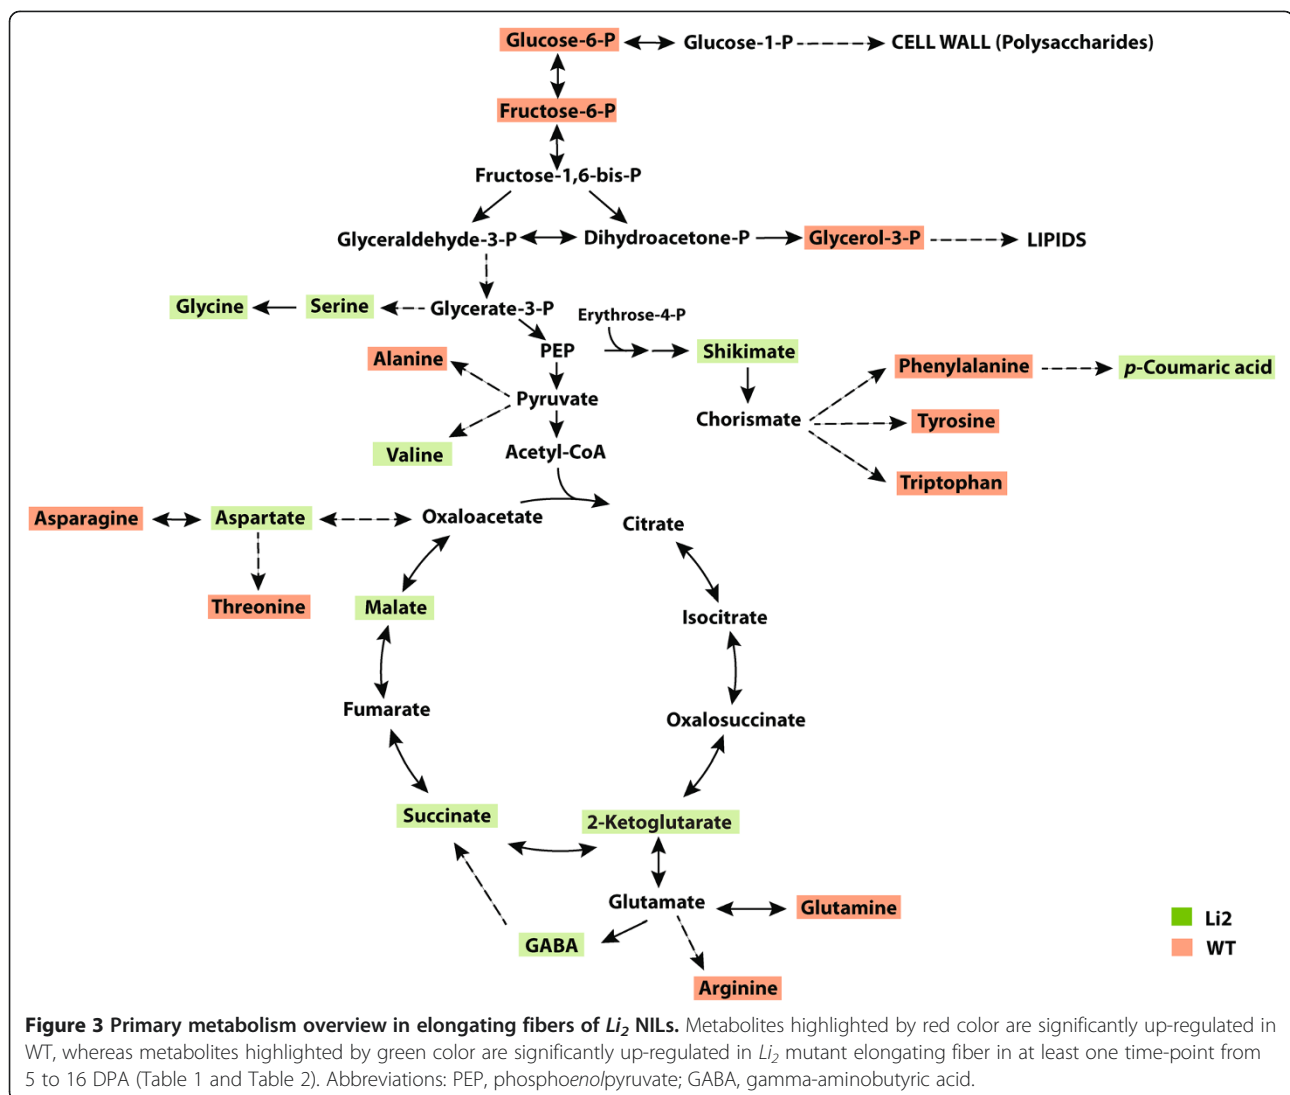 Glucose-6-P Glucose-1-P CELL WALL (Polysaccharides)
Fructose-6-P
Fructose-1,6-bis-P
Glyceraldehyde-3-P Dihydroacetone-P Glycerol-3-P LIPIDS
Glycine Serine Glycerate-3-P Erythrose-4-P
Alanine PEP Shikimate Phenylalanine p-Coumaric acid
Pyruvate Chorismate Tyrosine
Valine Acetyl-CoA
Triptophan
Asparagine Aspartate Oxaloacetate Citrate
Threonine Malate Isocitrate
Fumarate Oxalosuccinate
Succinate 2-Ketoglutarate
Glutamate Glutamine
GABA
Arginine
Li2
WT
Figure 3 Primary metabolism overview in elongating fibers of Li2 NILs. Metabolites highlighted by red color are significantly up-regulated in
WT, whereas metabolites highlighted by green color are significantly up-regulated in Li2 mutant elongating fiber in at least one time-point from
5 to 16 DPA (Table 1 and Table 2). Abbreviations: PEP, phosphoenolpyruvate; GABA, gamma-aminobutyric acid.